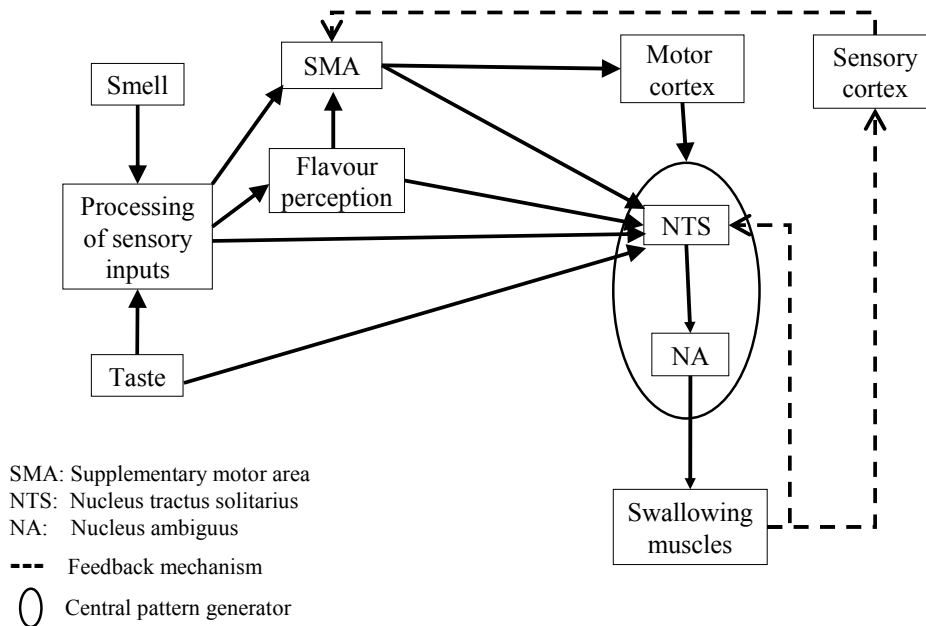 SMA
Motor
cortex
Sensory
cortex
Smell
Flavour
perception
Processing
of sensory
inputs
NTS
NA
Taste
SMA: Supplementary motor area
NTS: Nucleus tractus solitarius
NA: Nucleus ambiguus
Feedback mechanism
Central pattern generator
Swallowing
muscles